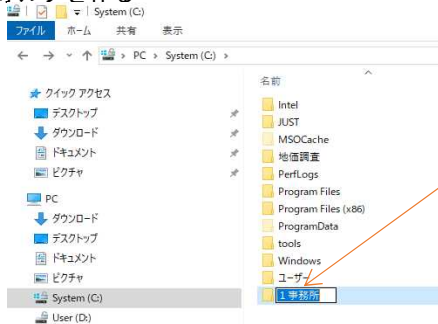 System (C:)
ファイル ホーム 共有 表示
PC > System (C:) >
名前
クイック アクセス
デスクトップ
ダウンロード
ドキュメント
ピクチャ
PC
ダウンロード
デスクトップ
ドキュメント
ピクチャ
System (C:)
User (D:)
Intel
JUST
MSOCache
地価調査
PerfLogs
Program Files
Program Files (x86)
ProgramData
tools
Windows
ユーザー
1 事務所